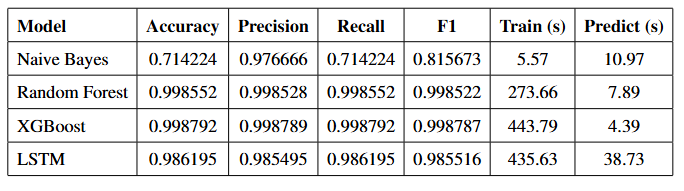 Model Accuracy Precision Recall F1 Train (s) Predict (s)
Naive Bayes 0.714224 0.976666 0.714224 0.815673 5.57 10.97
Random Forest 0.998552 0.998528 0.998552 0.998522 273.66 7.89
XGBoost 0.998792 0.998789 0.998792 0.998787 443.79 4.39
LSTM 0.986195 0.985495 0.986195 0.985516 435.63 38.73